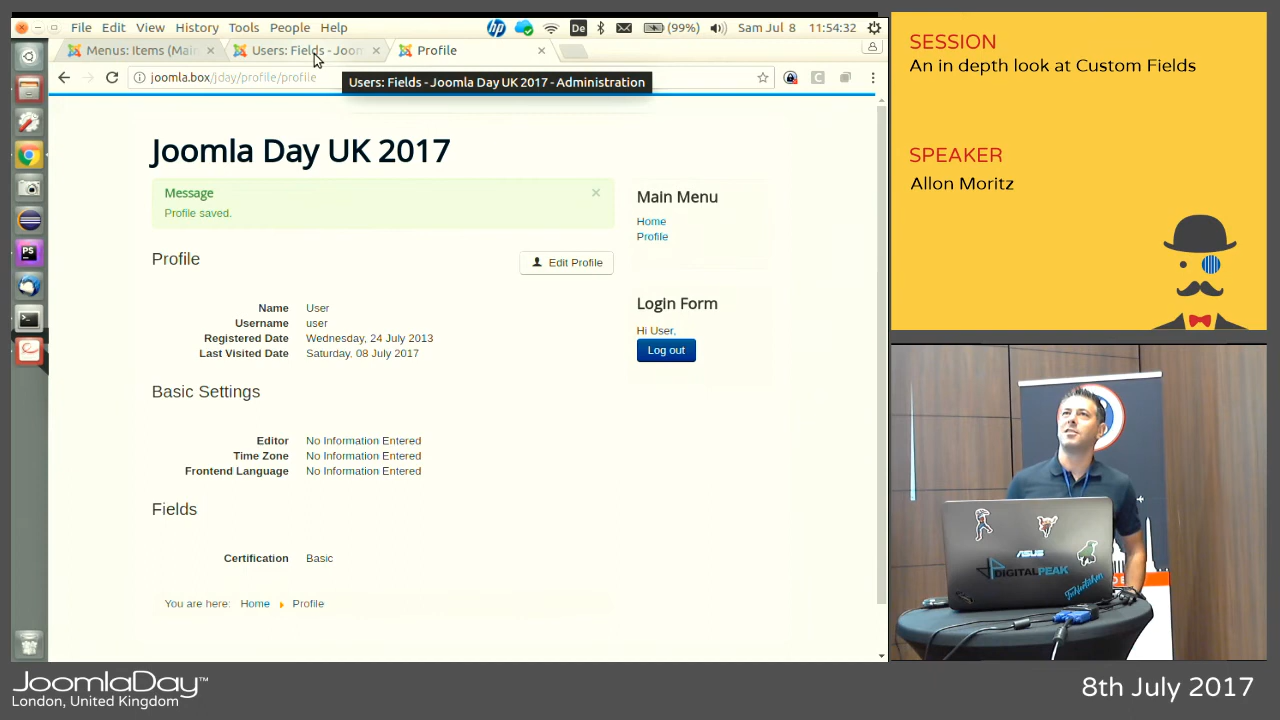 File Edit View History Tools People Help
De (99%) Sam Jul 8 11:54:32
Menus: Items (Main
Users: Fields - Joom
Profile
joomla.box/jday/profile/profile
Users: Fields - Joomla Day UK 2017 - Administration
Joomla Day UK 2017
Message
Profile saved.
Profile
Edit Profile
Name User
Username user
Registered Date Wednesday, 24 July 2013
Last Visited Date Saturday, 08 July 2017
Basic Settings
Editor No Information Entered
Time Zone No Information Entered
Frontend Language No Information Entered
Fields
Certification Basic
You are here: Home Profile
Main Menu
Home
Profile
Login Form
Hi User,
Log out
SESSION
An in depth look at Custom Fields
SPEAKER
Allon Moritz
ASUS
DIGITALPEAK
JoomlaDay™
London, United Kingdom
8th July 2017